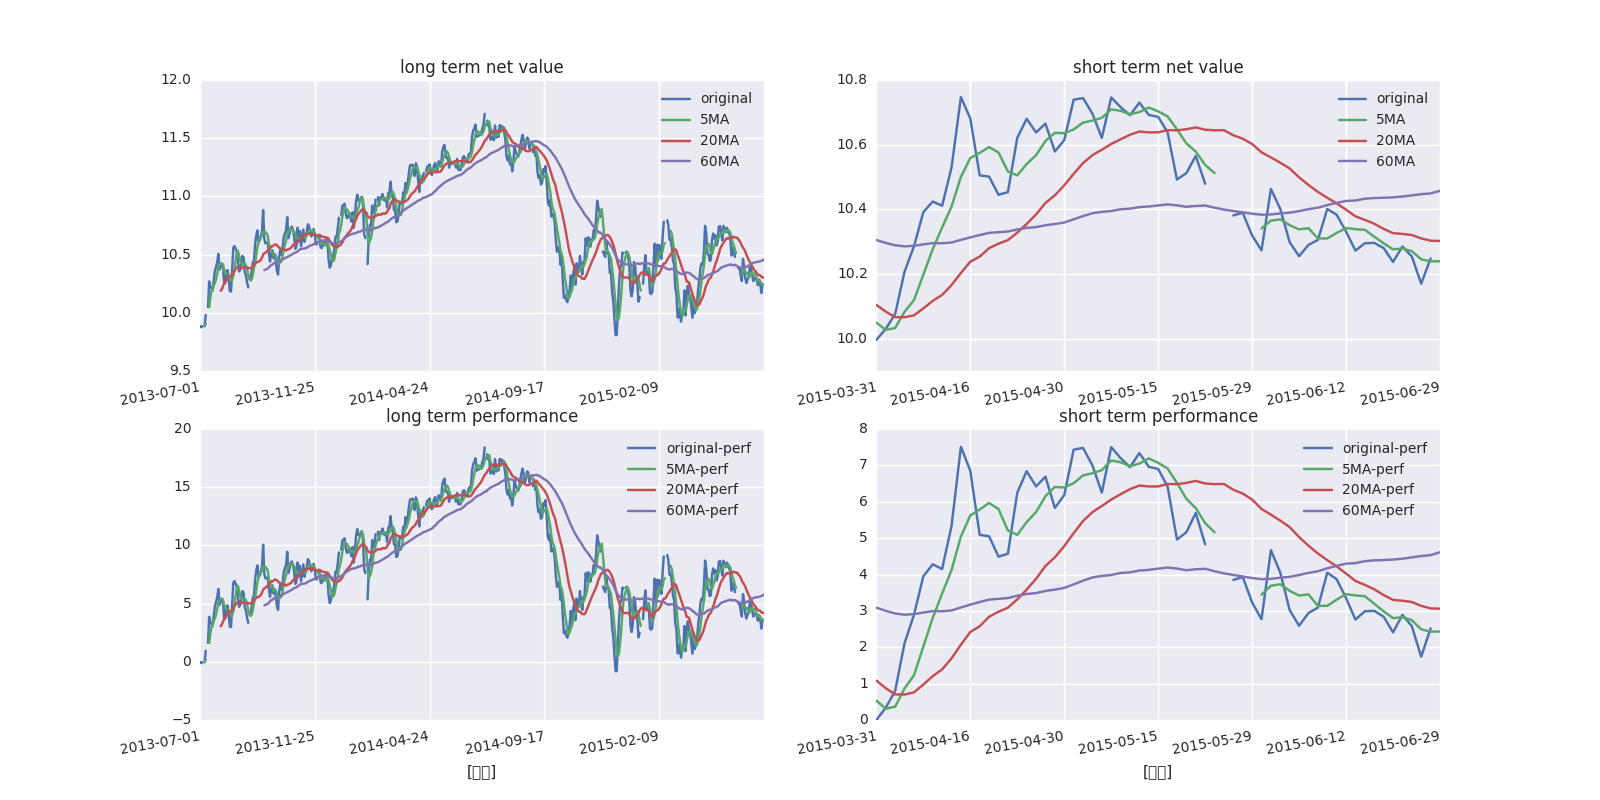 long term net value
12.0
11.5
11.0
10.5
10.0
9.5
original
5MA
20MA
60MA
2013-07-01
2013-11-25
2014-04-24
2014-09-17
2015-02-09
short term net value
10.8
10.6
10.4
10.2
10.0
original
5MA
20MA
60MA
2015-03-31
2015-04-16
2015-04-30
2015-05-15
2015-05-29
2015-06-12
2015-06-29
long term performance
20
15
10
5
0
−5
original-perf
5MA-perf
20MA-perf
60MA-perf
2013-07-01
2013-11-25
2014-04-24
2014-09-17
2015-02-09
short term performance
8
7
6
5
4
3
2
1
0
original-perf
5MA-perf
20MA-perf
60MA-perf
2015-03-31
2015-04-16
2015-04-30
2015-05-15
2015-05-29
2015-06-12
2015-06-29